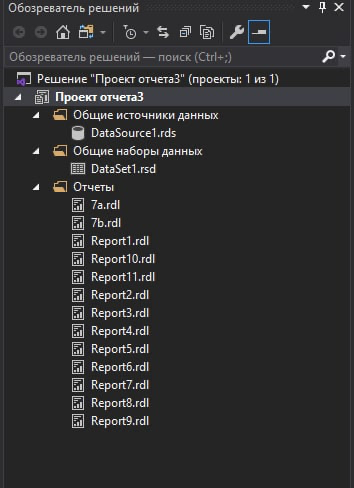 Обозреватель решений
Обозреватель решений — поиск (Ctrl+;)
Решение "Проект отчета3" (проекты: 1 из 1)
Проект отчета3
Общие источники данных
DataSource1.rds
Общие наборы данных
DataSet1.rsd
Отчеты
7a.rdl
7b.rdl
Report1.rdl
Report10.rdl
Report11.rdl
Report2.rdl
Report3.rdl
Report4.rdl
Report5.rdl
Report6.rdl
Report7.rdl
Report8.rdl
Report9.rdl